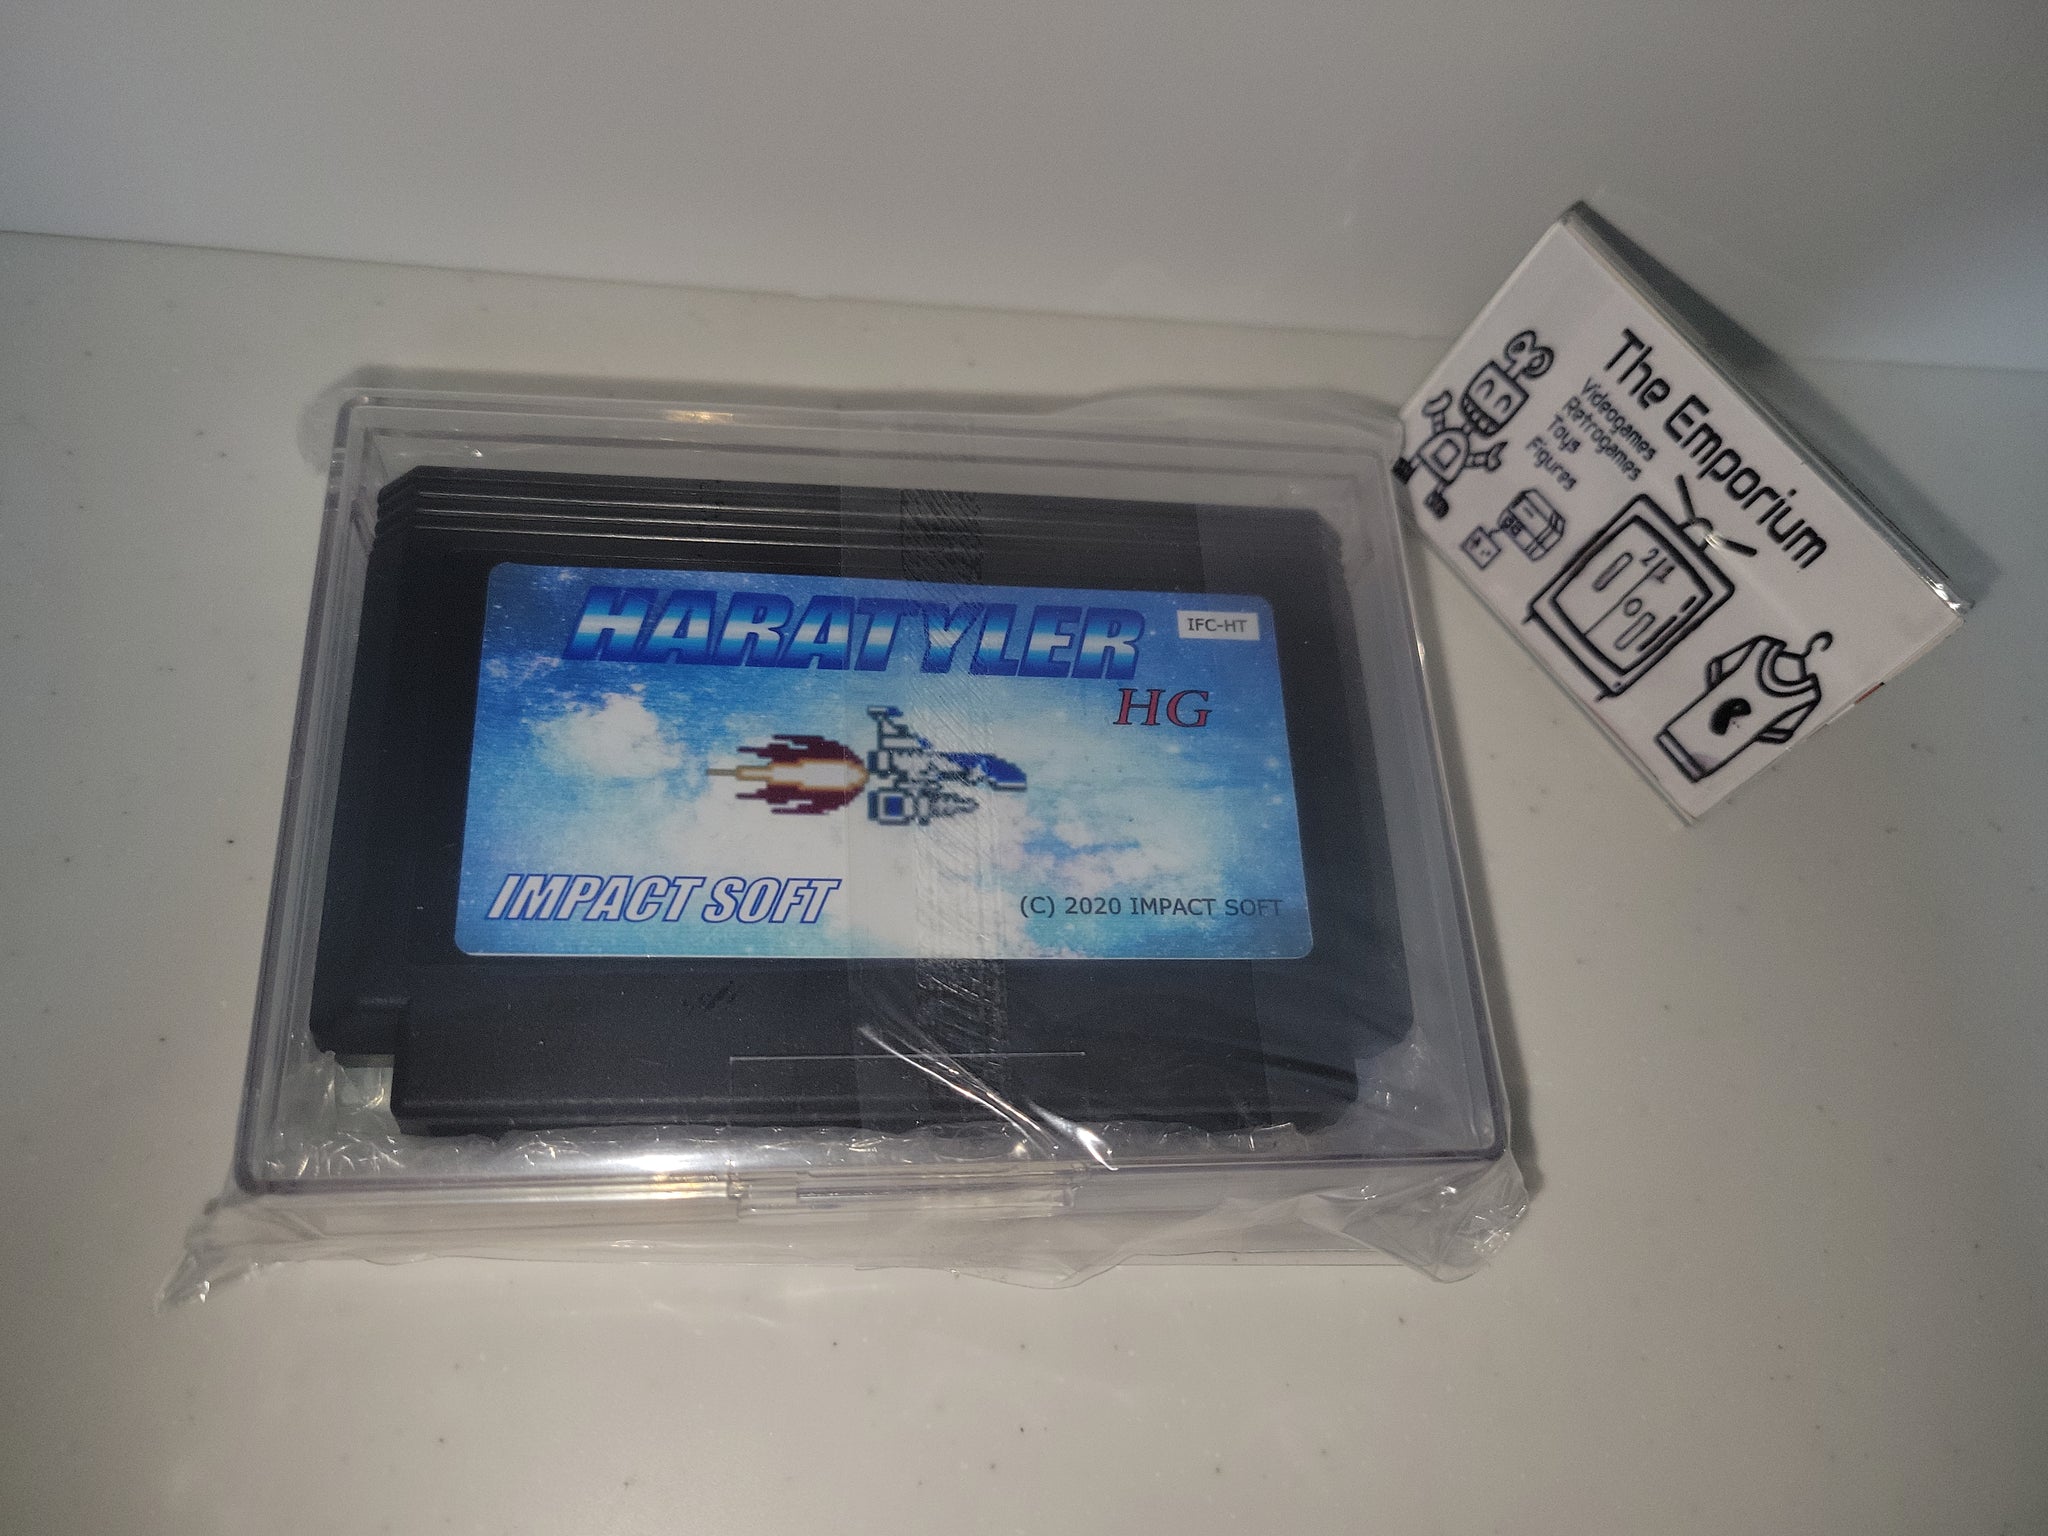 HARATYLER
IFC-HT
HG
IMPACT SOFT
(C) 2020 IMPACT SOFT
The Emporium
Videogames
Retrogames
Toys
Figures